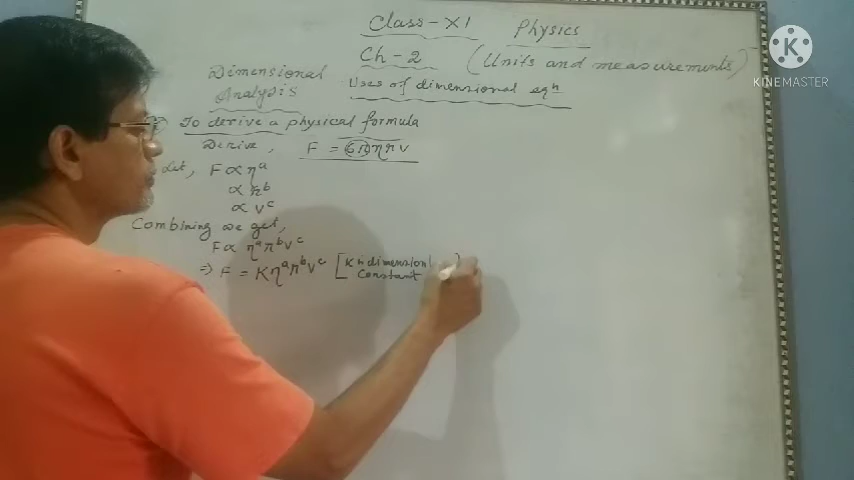 Class-XI Physics
Ch-2 (Units and measurements)
Dimensional Analysis
Uses of dimensional eqn
To derive a physical formula
Derive, F = 6πηrv
Let, F ∝ η^a
∝ r^b
∝ v^c
Combining we get,
F ∝ η^a r^b v^c
⇒ F = Kη^a r^b v^c [K
Constant
K
KINEMASTER